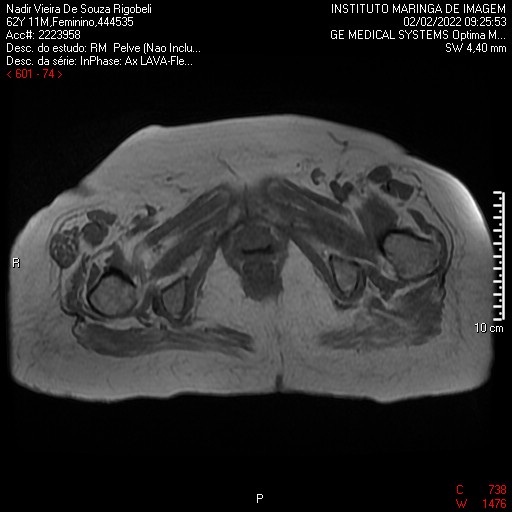 Nadir Vieira De Souza Rigobeli
62Y 11M,Feminino,444535
Acc#: 2223958
Desc. do estudo: RM  Pelve (Nao Inclu...
Desc. da série: InPhase: Ax LAVA-Fle...
< 601 - 74 >
INSTITUTO MARINGA DE IMAGEM
02/02/2022 09:25:53
GE MEDICAL SYSTEMS Optima M...
SW 4,40 mm
R
10 cm
P
C 738
W 1476